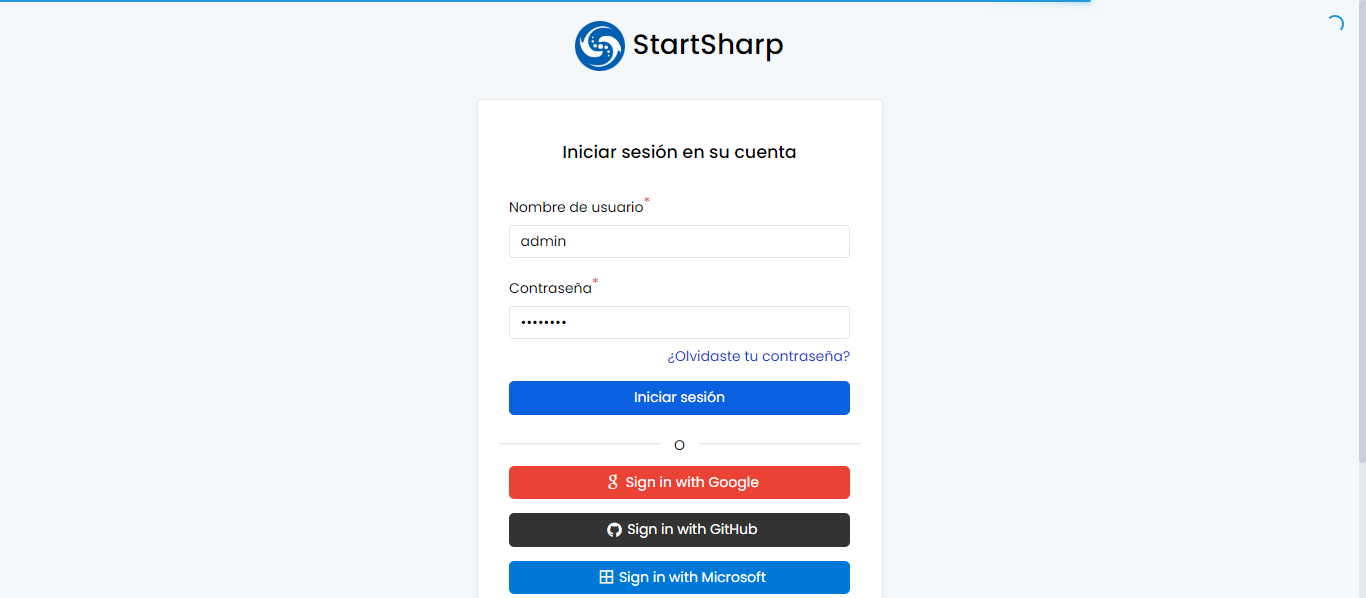 StartSharp
Iniciar sesión en su cuenta
Nombre de usuario*
admin
Contraseña*
••••••••
¿Olvidaste tu contraseña?
Iniciar sesión
O
Sign in with Google
Sign in with GitHub
Sign in with Microsoft